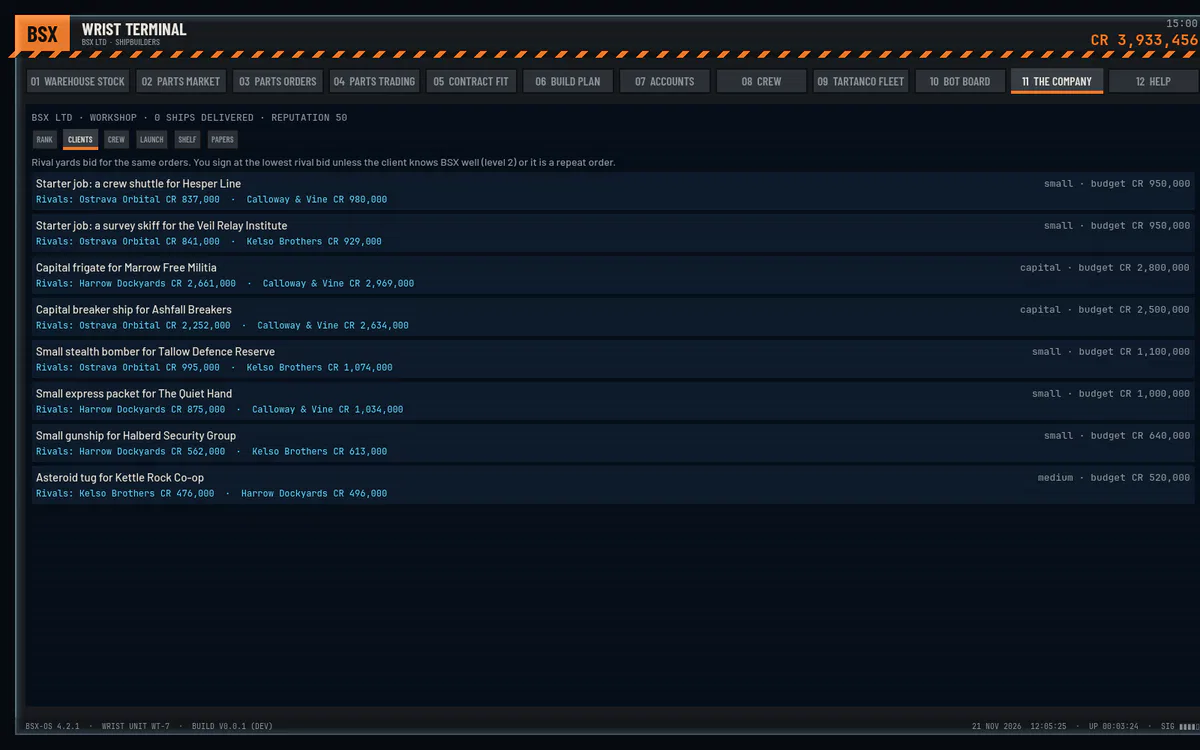 BSX
WRIST TERMINAL
BSX LTD · SHIPBUILDERS
15:00
CR 3,933,456
01 WAREHOUSE STOCK
02 PARTS MARKET
03 PARTS ORDERS
04 PARTS TRADING
05 CONTRACT FIT
06 BUILD PLAN
07 ACCOUNTS
08 CREW
09 TARTANCO FLEET
10 BOT BOARD
11 THE COMPANY
12 HELP
BSX LTD · WORKSHOP · 0 SHIPS DELIVERED · REPUTATION 50
RANK CLIENTS CREW LAUNCH SHELF PAPERS
Rival yards bid for the same orders. You sign at the lowest rival bid unless the client knows BSX well (level 2) or it is a repeat order.
Starter job: a crew shuttle for Hesper Line
small · budget CR 950,000
Rivals: Ostrava Orbital CR 837,000 · Calloway & Vine CR 980,000
Starter job: a survey skiff for the Veil Relay Institute
small · budget CR 950,000
Rivals: Ostrava Orbital CR 841,000 · Kelso Brothers CR 929,000
Capital frigate for Marrow Free Militia
capital · budget CR 2,800,000
Rivals: Harrow Dockyards CR 2,661,000 · Calloway & Vine CR 2,969,000
Capital breaker ship for Ashfall Breakers
capital · budget CR 2,500,000
Rivals: Ostrava Orbital CR 2,252,000 · Calloway & Vine CR 2,634,000
Small stealth bomber for Tallow Defence Reserve
small · budget CR 1,100,000
Rivals: Ostrava Orbital CR 995,000 · Kelso Brothers CR 1,074,000
Small express packet for The Quiet Hand
small · budget CR 1,000,000
Rivals: Harrow Dockyards CR 875,000 · Calloway & Vine CR 1,034,000
Small gunship for Halberd Security Group
small · budget CR 640,000
Rivals: Harrow Dockyards CR 562,000 · Kelso Brothers CR 613,000
Asteroid tug for Kettle Rock Co-op
medium · budget CR 520,000
Rivals: Kelso Brothers CR 476,000 · Harrow Dockyards CR 496,000
BSX-OS 4.2.1 · WRIST UNIT WT-7 · BUILD V0.0.1 (DEV)
21 NOV 2026 12:05:25 · UP 00:03:24 · SIG